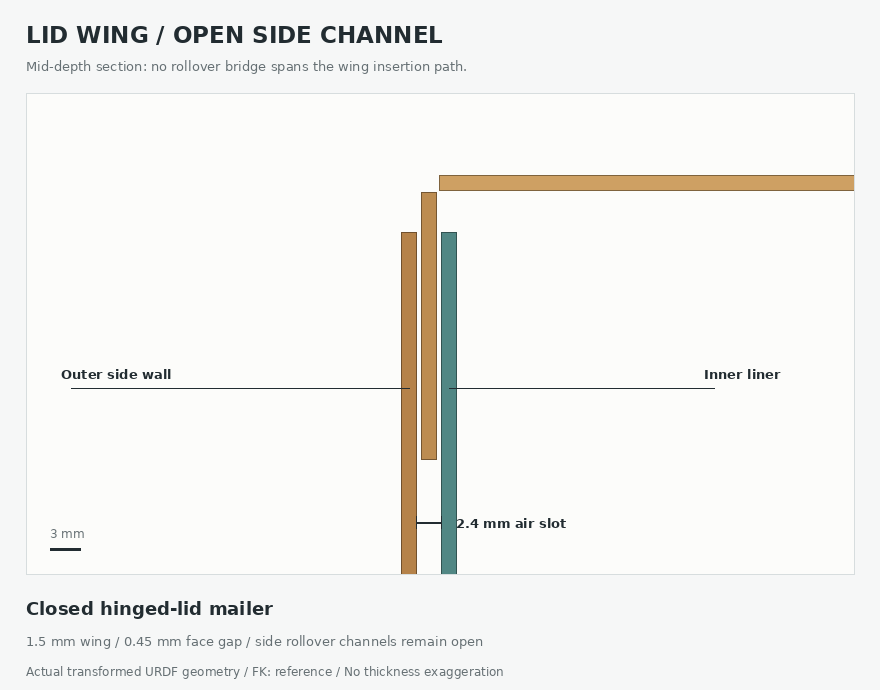 LID WING / OPEN SIDE CHANNEL
Mid-depth section: no rollover bridge spans the wing insertion path.
Outer side wall
Inner liner
2.4 mm air slot
3 mm
Closed hinged-lid mailer
1.5 mm wing / 0.45 mm face gap / side rollover channels remain open
Actual transformed URDF geometry / FK: reference / No thickness exaggeration